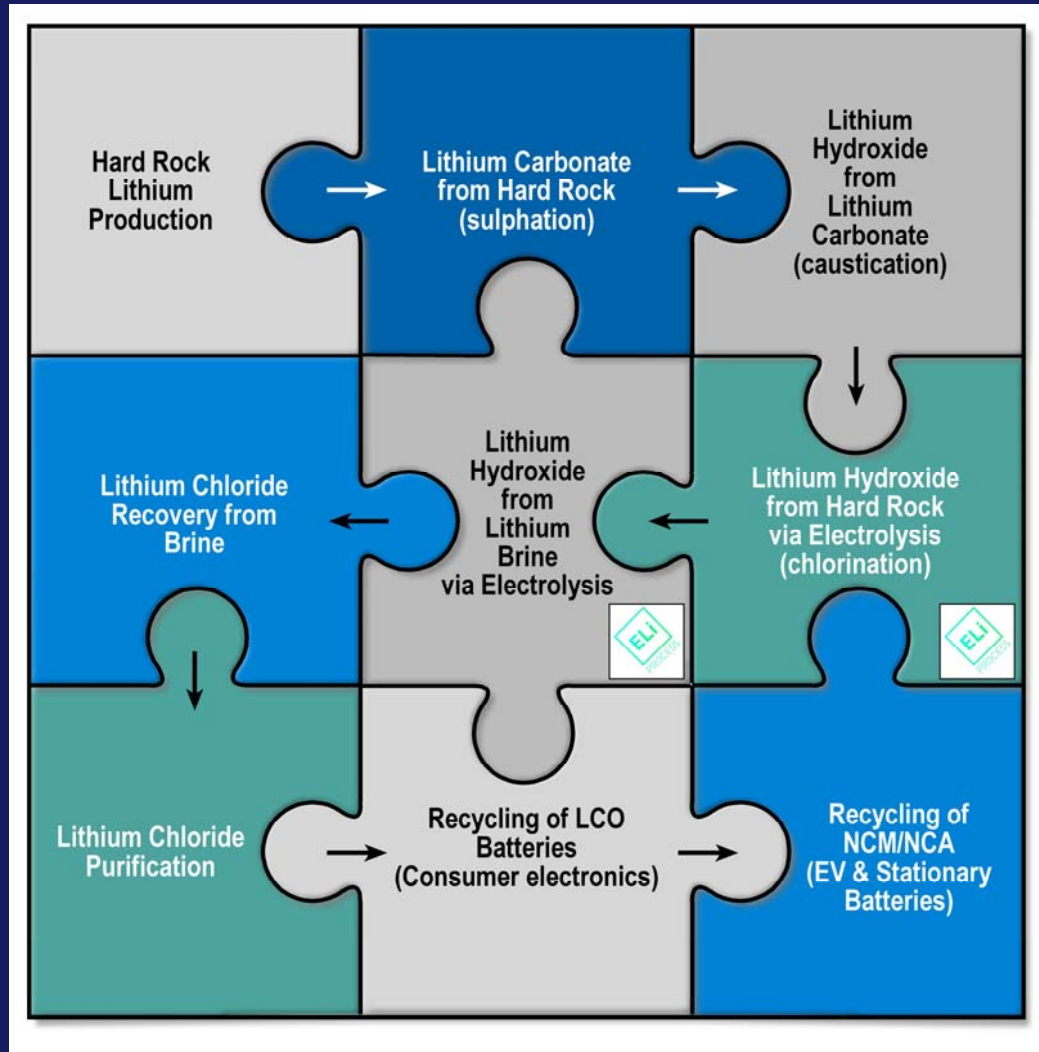 Hard Rock
Lithium
Production
Lithium Carbonate
from Hard Rock
(sulphation)
Lithium
Hydroxide
from
Lithium
Carbonate
(caustication)
Lithium Chloride
Recovery from
Brine
Lithium
Hydroxide
from
Lithium
Brine
via Electrolysis
ELi
PROCESS
Lithium Hydroxide
from Hard Rock
via Electrolysis
(chlorination)
ELi
PROCESS
Lithium Chloride
Purification
Recycling of LCO
Batteries
(Consumer electronics)
Recycling of
NCM/NCA
(EV & Stationary
Batteries)